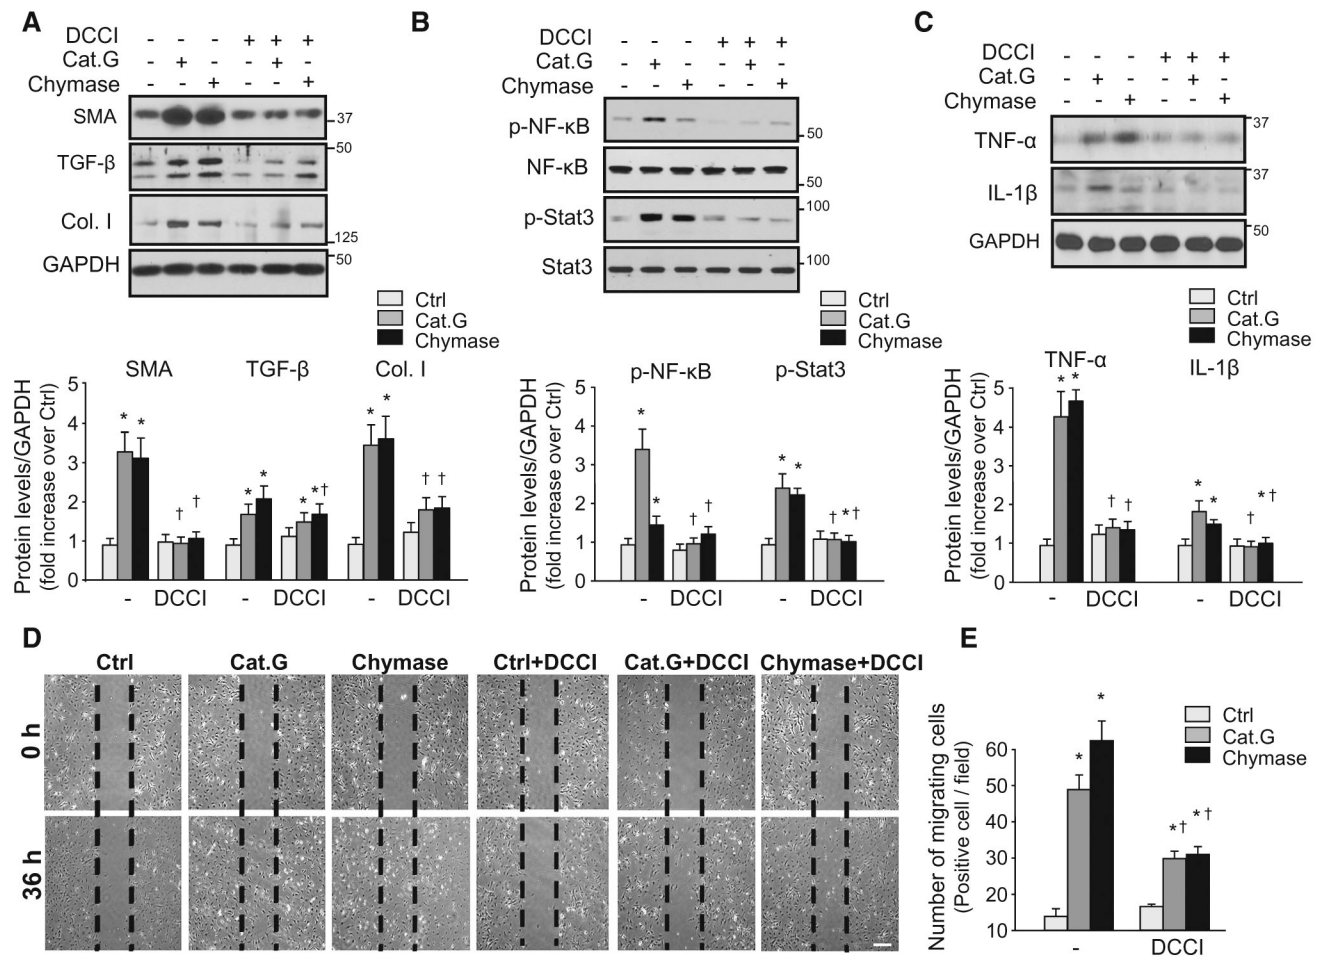 A
DCCI - - - + + +
Cat.G - + - - + -
Chymase - - + - - +
SMA
37
50
TGF-β
Col. I
125
50
GAPDH
Ctrl
Cat.G
Chymase
SMA TGF-β Col. I
Protein levels/GAPDH
(fold increase over Ctrl)
5
4
3
2
1
0
* *
† †
* *
* *†
* *
† †
- DCCI - DCCI - DCCI
B
DCCI - - - + + +
Cat.G - + - - + -
Chymase - - + - - +
p-NF-κB
50
NF-κB
50
100
p-Stat3
100
Stat3
Ctrl
Cat.G
Chymase
p-NF-κB p-Stat3
Protein levels/GAPDH
(fold increase over Ctrl)
5
4
3
2
1
0
* *
† †
* *
† *†
- DCCI - DCCI
C
DCCI - - - + + +
Cat.G - + - - + -
Chymase - - + - - +
37
TNF-α
37
IL-1β
50
GAPDH
Ctrl
Cat.G
Chymase
TNF-α IL-1β
Protein levels/GAPDH
(fold increase over Ctrl)
5
4
3
2
1
0
* *
† †
* *
† *†
- DCCI - DCCI
D
Ctrl Cat.G Chymase Ctrl+DCCI Cat.G+DCCI Chymase+DCCI
0 h
36 h
E
Ctrl
Cat.G
Chymase
Number of migrating cells
(Positive cell / field)
60
50
40
30
20
10
* *
*† *†
- DCCI